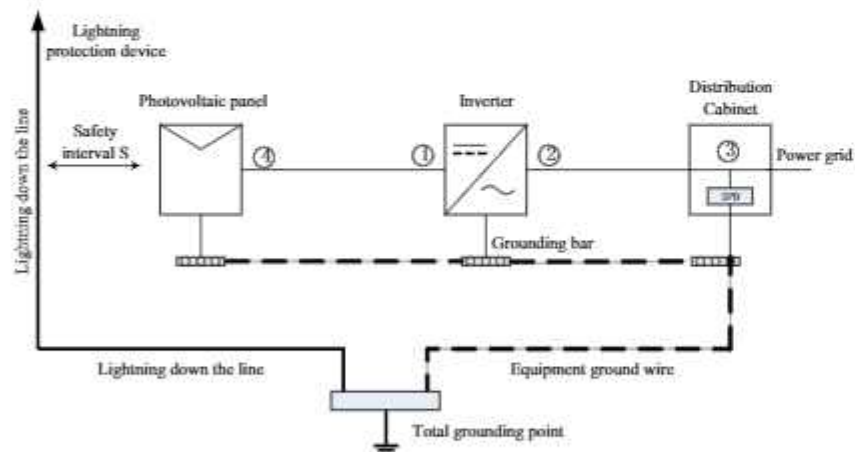 Lightning
protection device
Photovoltaic panel
Inverter
Distribution
Cabinet
Safety
interval S
④
①
②
③
Power grid
SPD
Lightning down the line
Grounding bar
Lightning down the line
Equipment ground wire
Total grounding point